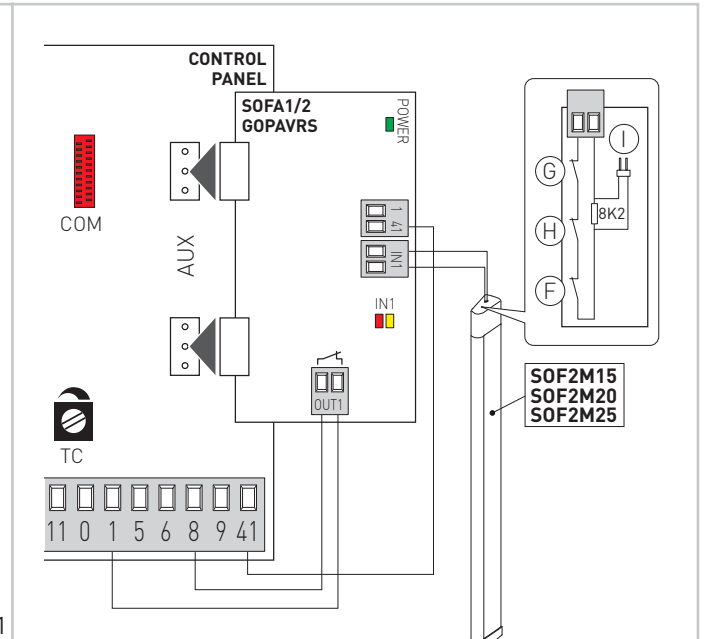 CONTROL
PANEL
SOFA1/2
GOPAVRS
POWER
COM
AUX
1
41
IN1
IN1
OUT1
TC
11 0 1 5 6 8 9 41
G
H
F
I
8K2
SOF2M15
SOF2M20
SOF2M25
1